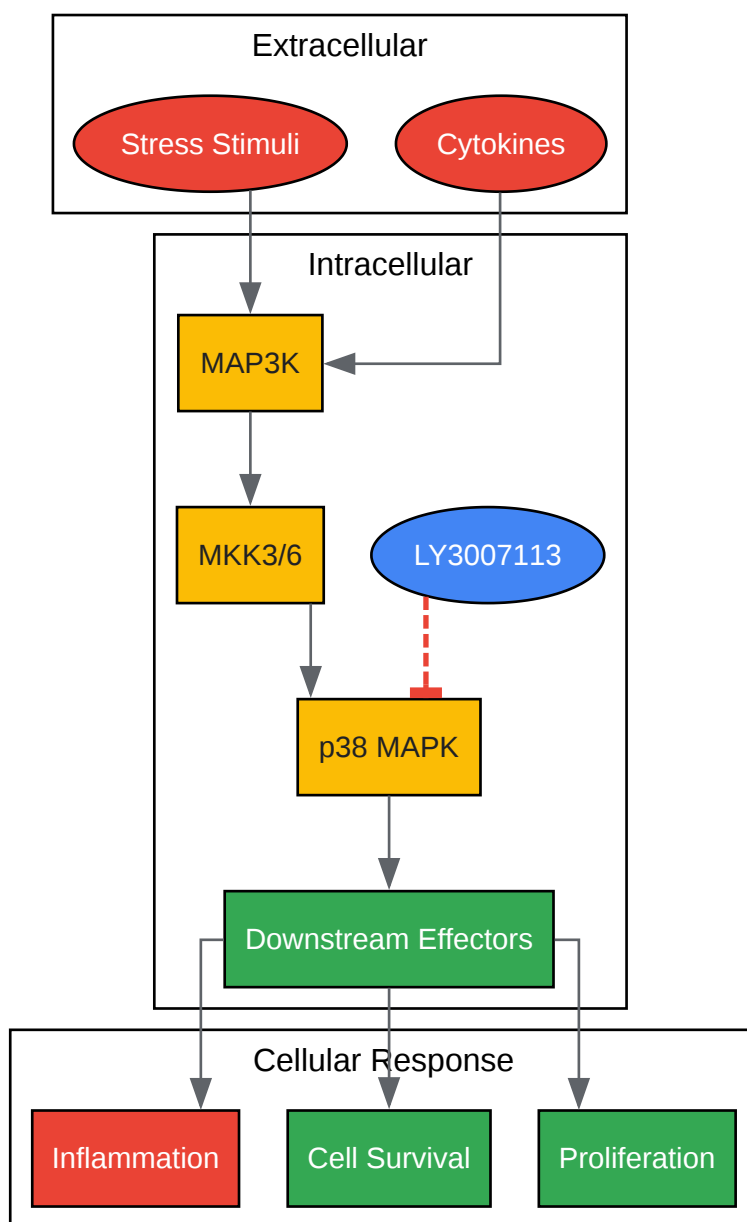 Extracellular
Stress Stimuli
Cytokines
Intracellular
MAP3K
MKK3/6
LY3007113
p38 MAPK
Downstream Effectors
Cellular Response
Inflammation
Cell Survival
Proliferation